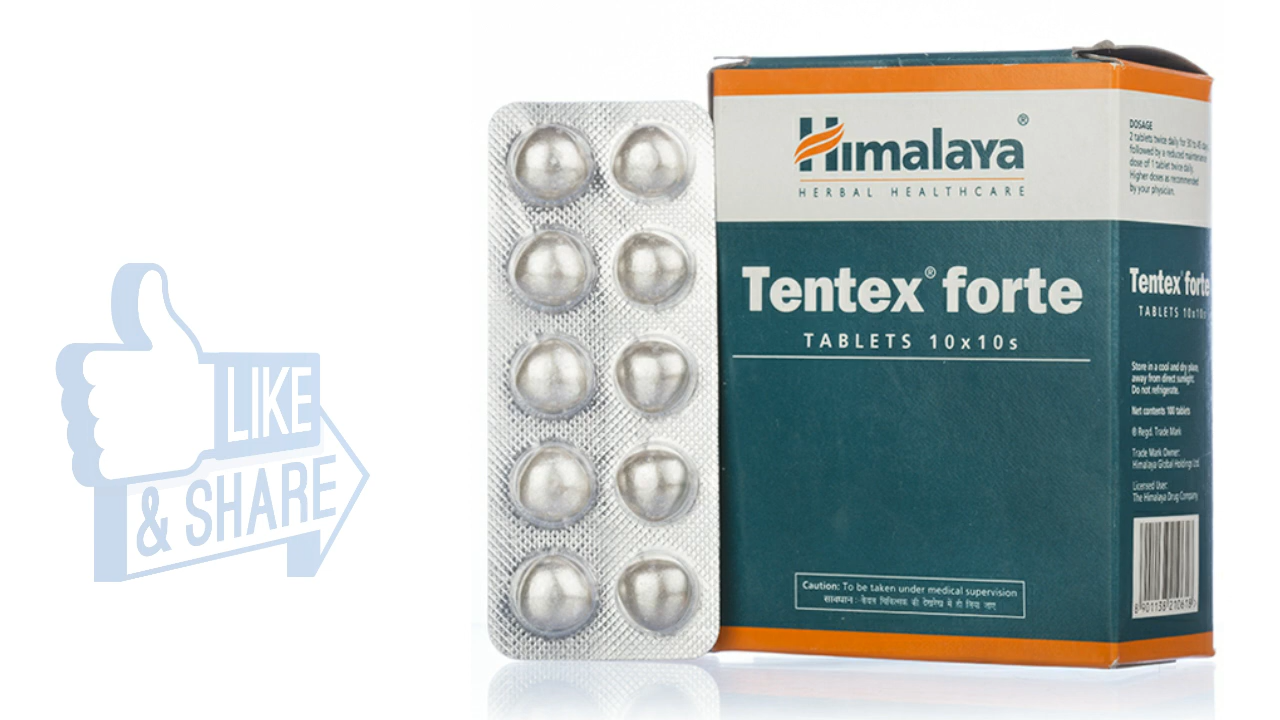 LIKE
& SHARE
Himalaya®
HERBAL HEALTHCARE
Tentex® forte
TABLETS 10x10s
Caution: To be taken under medical supervision
सावधान :-केवल चिकित्सक की देखरेख में ही लिया जाए
DOSAGE
2 tablets twice daily for 30 to 45
followed by a reduced
dose of 1 tablet twice daily.
Higher doses as recommended
by your physician.
Tentex® forte
TABLETS 10x10s
Store in a cool and dry place,
away from direct sunlight.
Do not refrigerate.
Net contents 100 tablets
® Regd. Trade Mark
Trade Mark Owner:
Himalaya Global Holdings Ltd.
Licensed User:
The Himalaya Drug Company